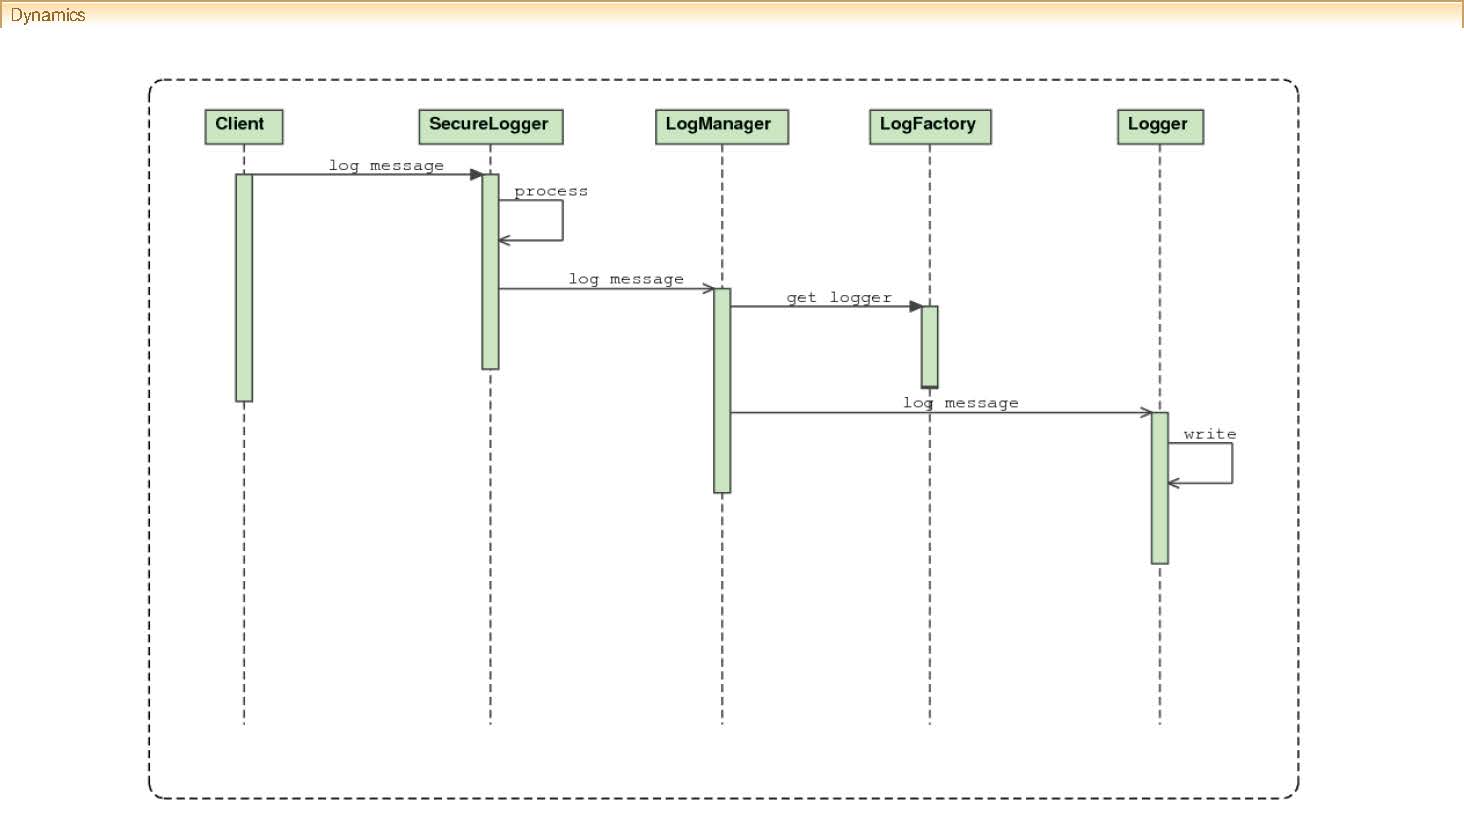 Dynamics
Client
SecureLogger
LogManager
LogFactory
Logger
log message
process
log message
get logger
log message
write